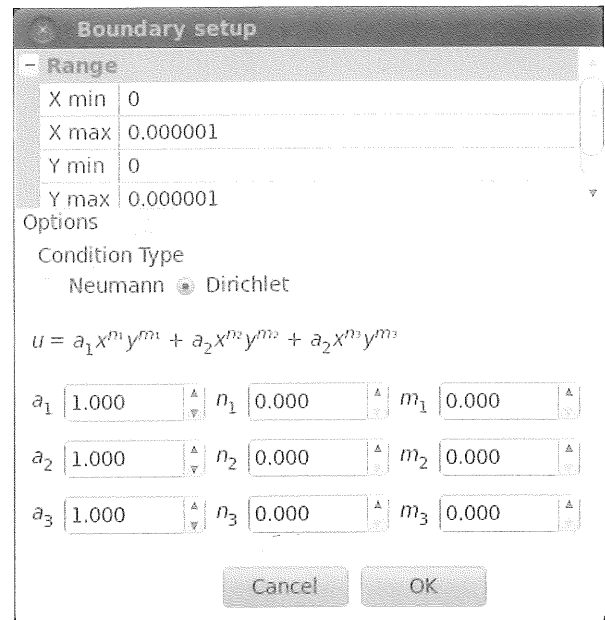 Boundary setup
− Range
X min 0
X max 0.000001
Y min 0
Y max 0.000001
Options
Condition Type
Neumann Dirichlet
u = a₁xⁿ¹yᵐ¹ + a₂xⁿ²yᵐ² + a₂xⁿ³yᵐ³
a₁ 1.000 n₁ 0.000 m₁ 0.000
a₂ 1.000 n₂ 0.000 m₂ 0.000
a₃ 1.000 n₃ 0.000 m₃ 0.000
Cancel OK